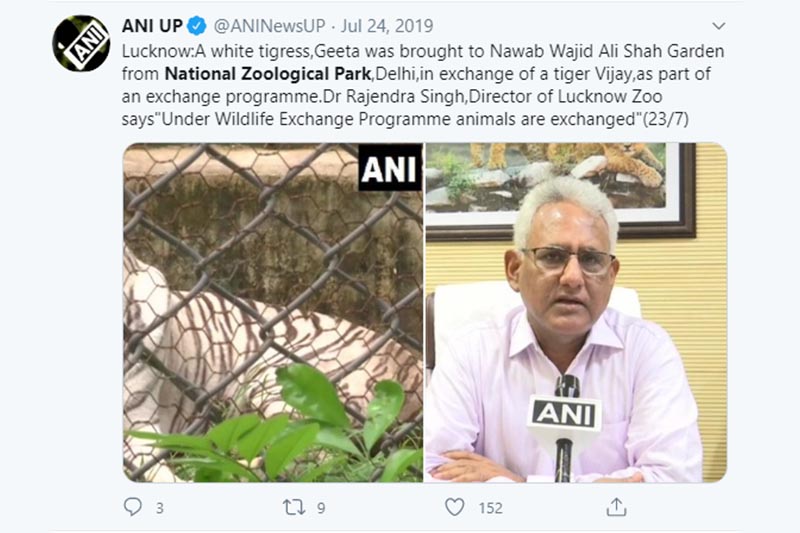 ANI UP @ANINewsUP · Jul 24, 2019
Lucknow:A white tigress,Geeta was brought to Nawab Wajid Ali Shah Garden
from National Zoological Park,Delhi,in exchange of a tiger Vijay,as part of
an exchange programme.Dr Rajendra Singh,Director of Lucknow Zoo
says"Under Wildlife Exchange Programme animals are exchanged"(23/7)
ANI
ANI
ANI
3 9 152